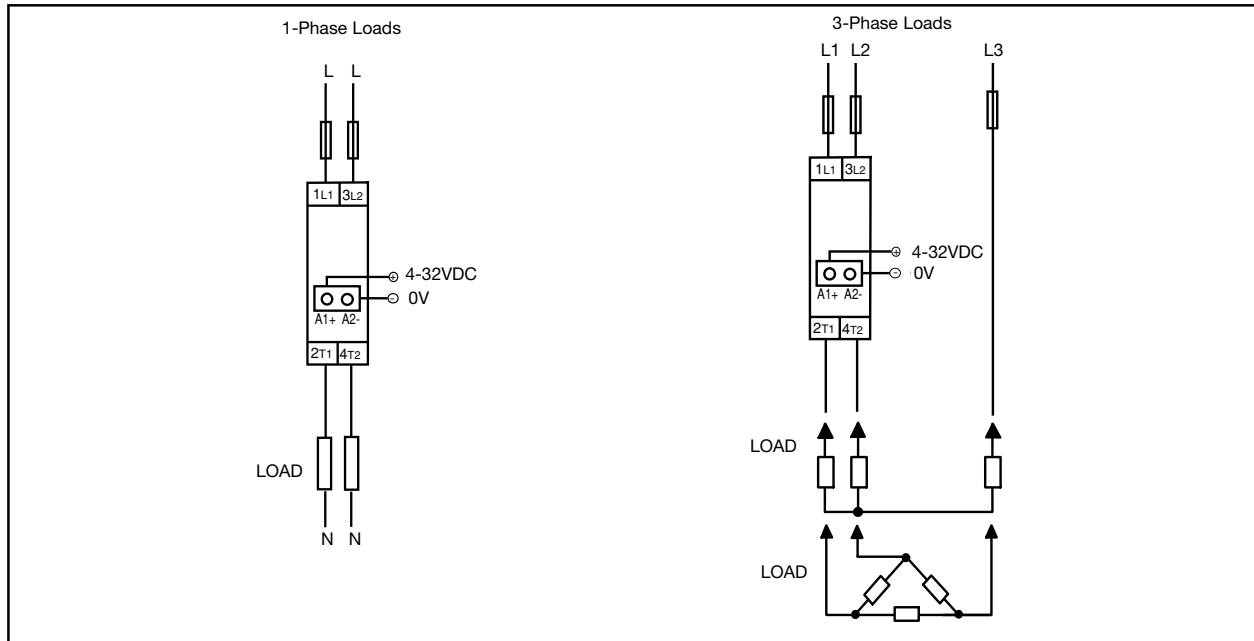 1-Phase Loads
L L
1L1 3L2
4-32VDC
0V
A1+ A2-
2T1 4T2
LOAD
N N
3-Phase Loads
L1 L2 L3
1L1 3L2
4-32VDC
0V
A1+ A2-
2T1 4T2
LOAD
LOAD